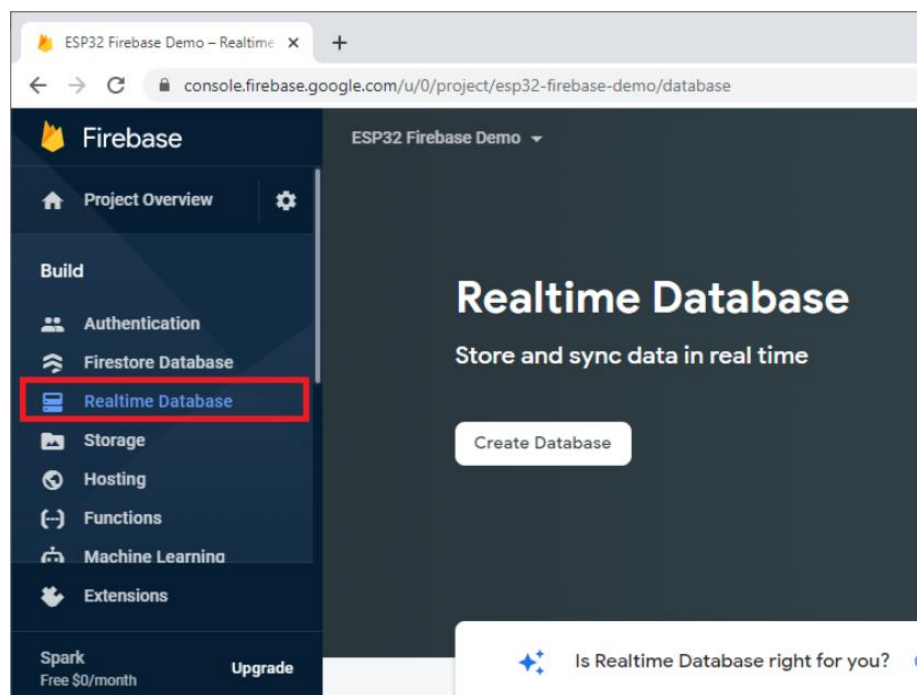 ESP32 Firebase Demo – Realtime
console.firebase.google.com/u/0/project/esp32-firebase-demo/database
Firebase
ESP32 Firebase Demo
Project Overview
Build
Authentication
Firestore Database
Realtime Database
Storage
Hosting
Functions
Machine Learning
Extensions
Spark
Free $0/month
Upgrade
Realtime Database
Store and sync data in real time
Create Database
Is Realtime Database right for you?